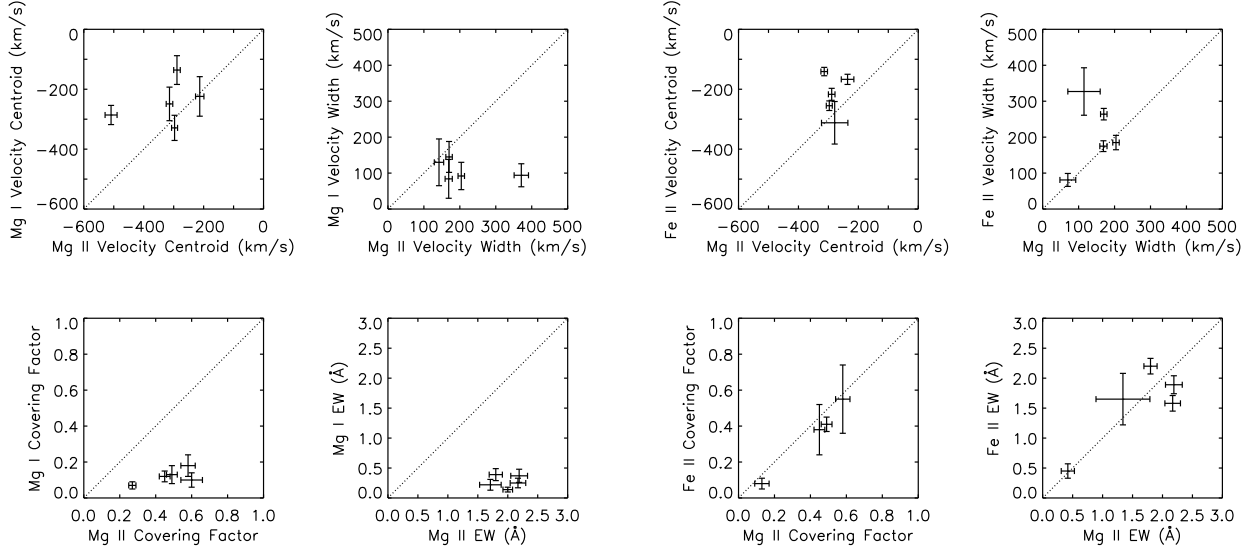 Mg I Velocity Centroid (km/s)
0
−200
−400
−600
−600 −400 −200 0
Mg II Velocity Centroid (km/s)
Mg I Velocity Width (km/s)
500
400
300
200
100
0
0 100 200 300 400 500
Mg II Velocity Width (km/s)
Fe II Velocity Centroid (km/s)
0
−200
−400
−600
−600 −400 −200 0
Mg II Velocity Centroid (km/s)
Fe II Velocity Width (km/s)
500
400
300
200
100
0
0 100 200 300 400 500
Mg II Velocity Width (km/s)
Mg I Covering Factor
1.0
0.8
0.6
0.4
0.2
0.0
0.0 0.2 0.4 0.6 0.8 1.0
Mg II Covering Factor
Mg I EW (Å)
3.0
2.5
2.0
1.5
1.0
0.5
0.0
0.0 0.5 1.0 1.5 2.0 2.5 3.0
Mg II EW (Å)
Fe II Covering Factor
1.0
0.8
0.6
0.4
0.2
0.0
0.0 0.2 0.4 0.6 0.8 1.0
Mg II Covering Factor
Fe II EW (Å)
3.0
2.5
2.0
1.5
1.0
0.5
0.0
0.0 0.5 1.0 1.5 2.0 2.5 3.0
Mg II EW (Å)